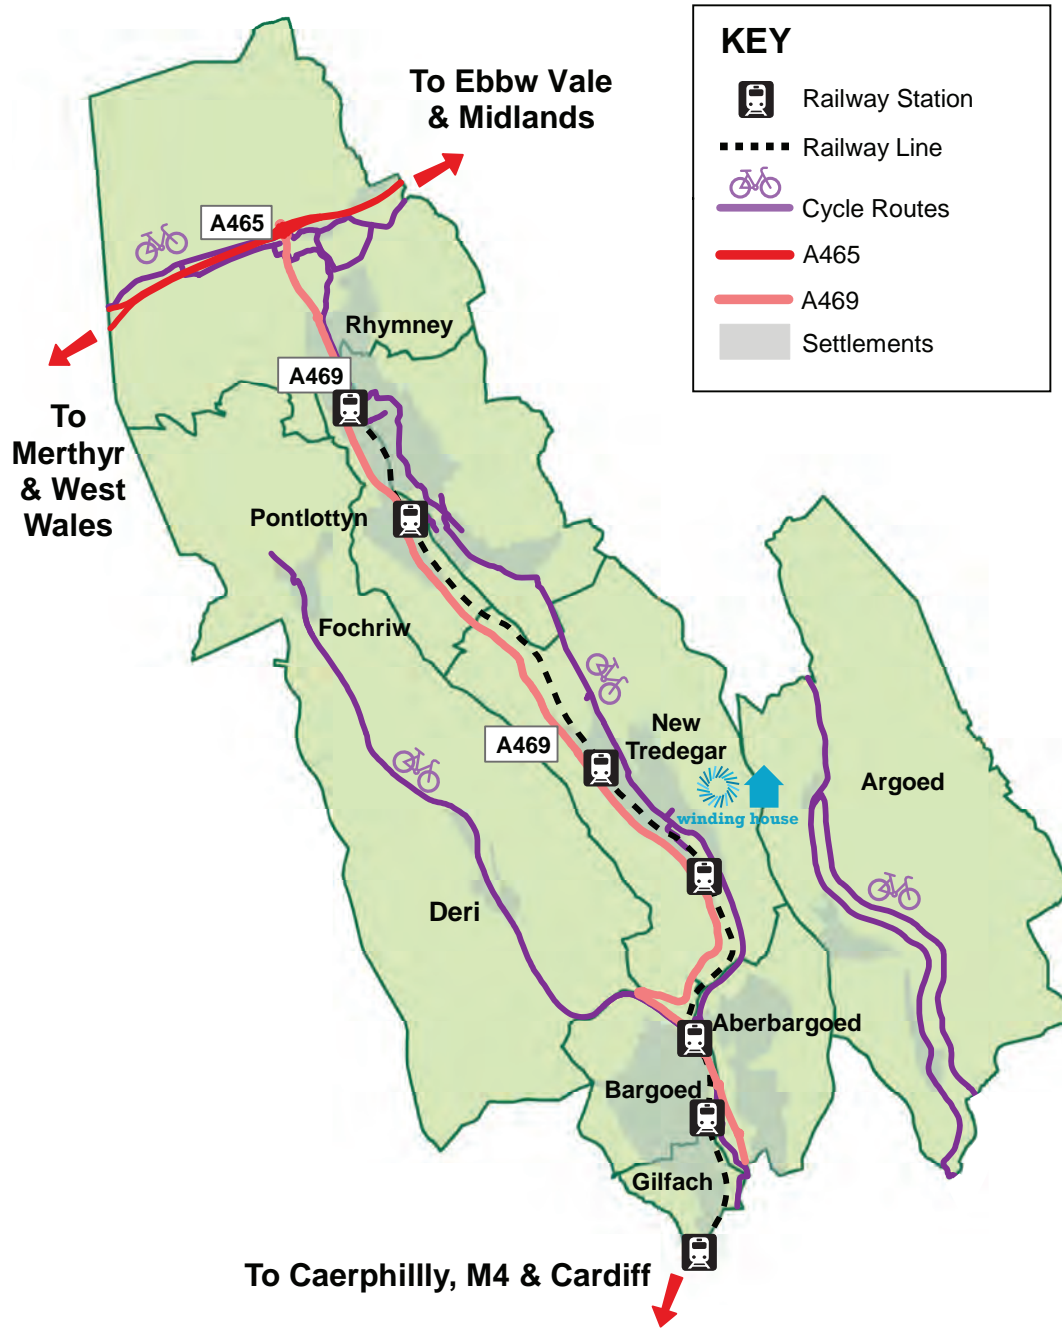 To Ebbw Vale
& Midlands
KEY
Railway Station
Railway Line
Cycle Routes
A465
A469
Settlements
A465
Rhymney
A469
To
Merthyr
& West
Wales
Pontlottyn
Fochriw
New
Tredegar
A469
winding house
Argoed
Deri
Aberbargoed
Bargoed
Gilfach
To Caerphillly, M4 & Cardiff